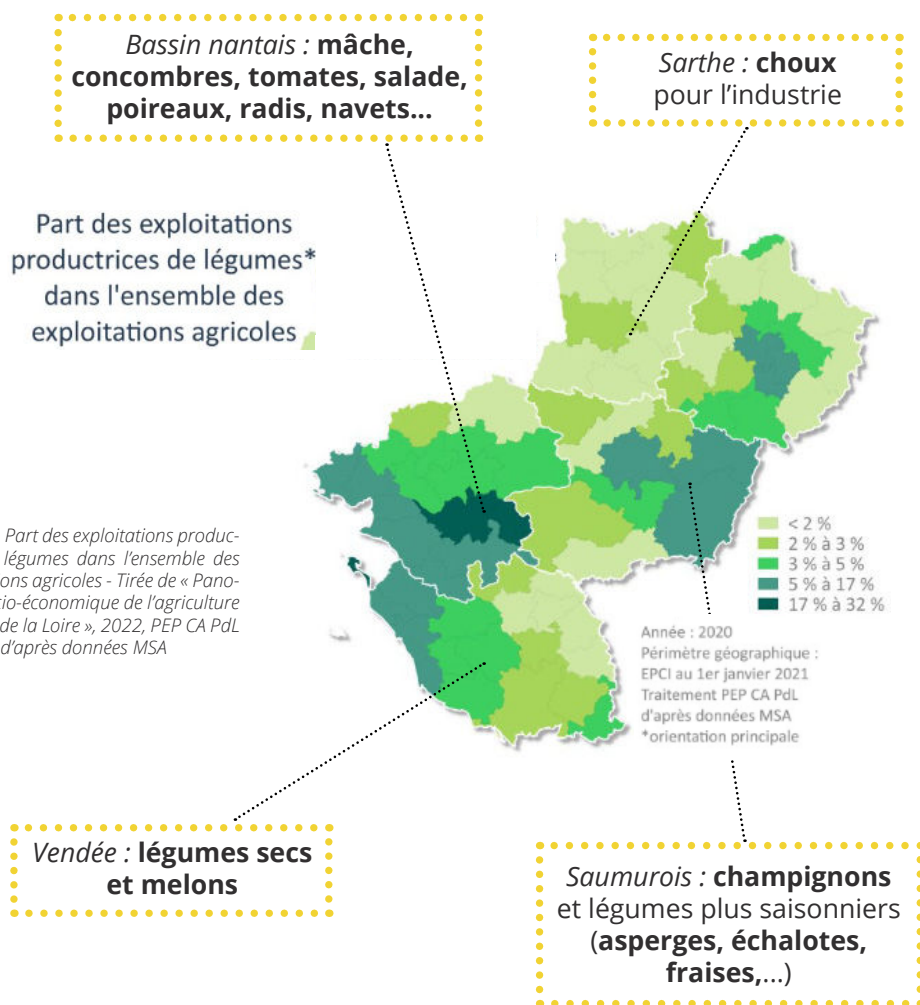 Bassin nantais : mâche,
concombres, tomates, salade,
poireaux, radis, navets...
Sarthe : choux
pour l'industrie
Part des exploitations
productrices de légumes*
dans l'ensemble des
exploitations agricoles
Part des exploitations produc-
légumes dans l'ensemble des
ons agricoles - Tirée de « Pano-
io-économique de l'agriculture
de la Loire », 2022, PEP CA PdL
d'après données MSA
< 2 %
2 % à 3 %
3 % à 5 %
5 % à 17 %
17 % à 32 %
Année : 2020
Périmètre géographique :
EPCI au 1er janvier 2021
Traitement PEP CA PdL
d'après données MSA
*orientation principale
Vendée : légumes secs
et melons
Saumurois : champignons
et légumes plus saisonniers
(asperges, échalotes,
fraises,...)